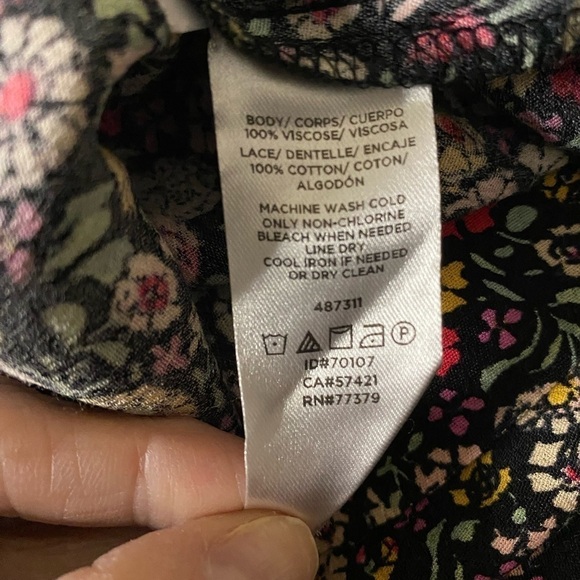 BODY/ CORPS/ CUERPO
100% VISCOSE/ VISCOSA
LACE/ DENTELLE/ ENCAJE
100% COTTON/ COTON/
ALGODÓN
MACHINE WASH COLD
ONLY NON-CHLORINE
BLEACH WHEN NEEDED
LINE DRY
COOL IRON IF NEEDED
OR DRY CLEAN
487311
P
ID#70107
CA#57421
RN#77379